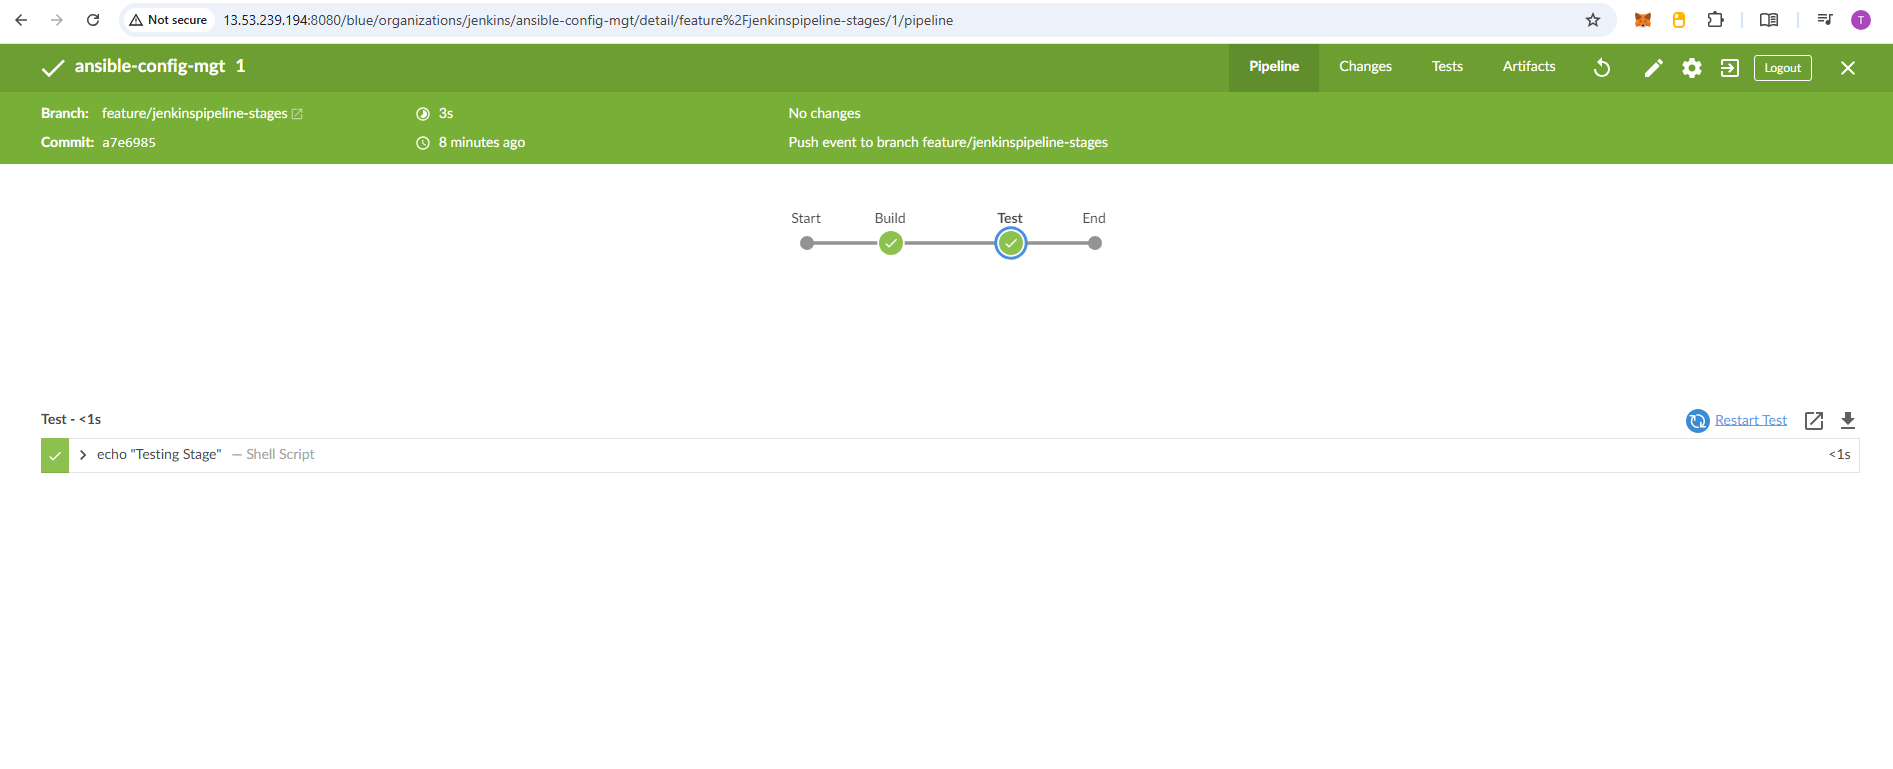 Not secure 13.53.239.194:8080/blue/organizations/jenkins/ansible-config-mgt/detail/feature%2Fjenkinspipeline-stages/1/pipeline T
ansible-config-mgt 1 Pipeline Changes Tests Artifacts Logout
Branch: feature/jenkinspipeline-stages 3s No changes
Commit: a7e6985 8 minutes ago Push event to branch feature/jenkinspipeline-stages
Start Build Test End
Test - <1s Restart Test
echo "Testing Stage" — Shell Script <1s